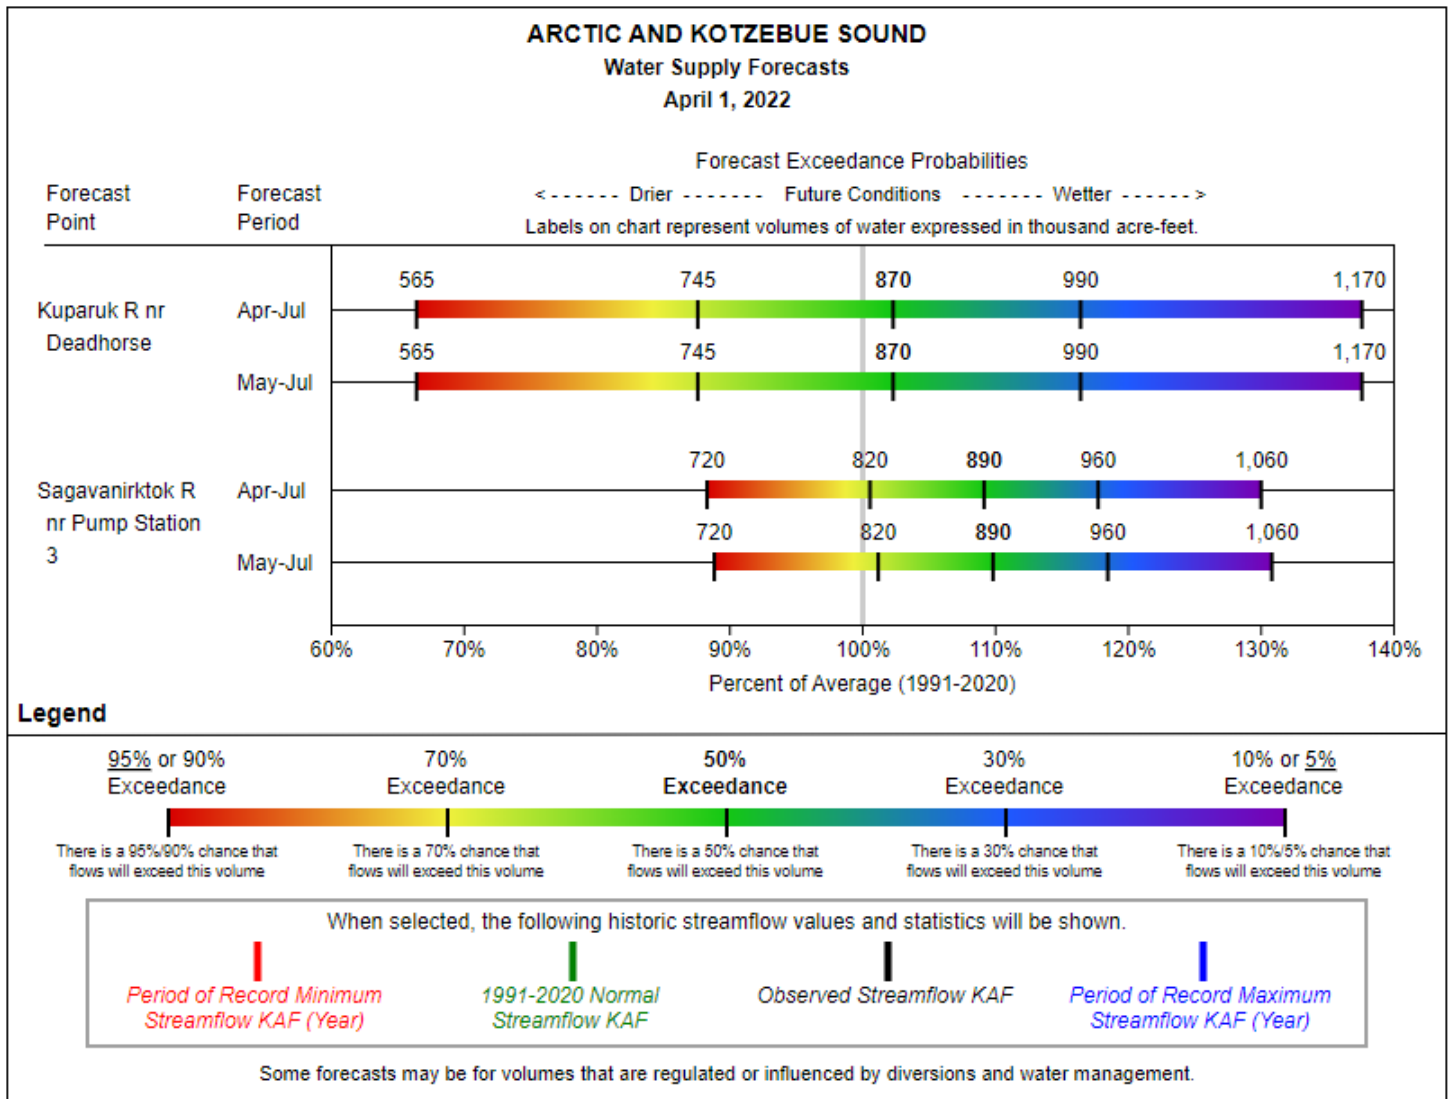 ARCTIC AND KOTZEBUE SOUND
Water Supply Forecasts
April 1, 2022
Forecast Exceedance Probabilities
Forecast Point
Forecast Period
<------ Drier ------- Future Conditions ------- Wetter ------>
Labels on chart represent volumes of water expressed in thousand acre-feet.
Kuparuk R nr
Deadhorse
Apr-Jul
565 745 870 990 1,170
May-Jul
565 745 870 990 1,170
Sagavanirktok R
nr Pump Station
3
Apr-Jul
720 820 890 960 1,060
May-Jul
720 820 890 960 1,060
60% 70% 80% 90% 100% 110% 120% 130% 140%
Percent of Average (1991-2020)
Legend
95% or 90%
Exceedance
70%
Exceedance
50%
Exceedance
30%
Exceedance
10% or 5%
Exceedance
There is a 95%/90% chance that
flows will exceed this volume
There is a 70% chance that
flows will exceed this volume
There is a 50% chance that
flows will exceed this volume
There is a 30% chance that
flows will exceed this volume
There is a 10%/5% chance that
flows will exceed this volume
When selected, the following historic streamflow values and statistics will be shown.
Period of Record Minimum
Streamflow KAF (Year)
1991-2020 Normal
Streamflow KAF
Observed Streamflow KAF
Period of Record Maximum
Streamflow KAF (Year)
Some forecasts may be for volumes that are regulated or influenced by diversions and water management.